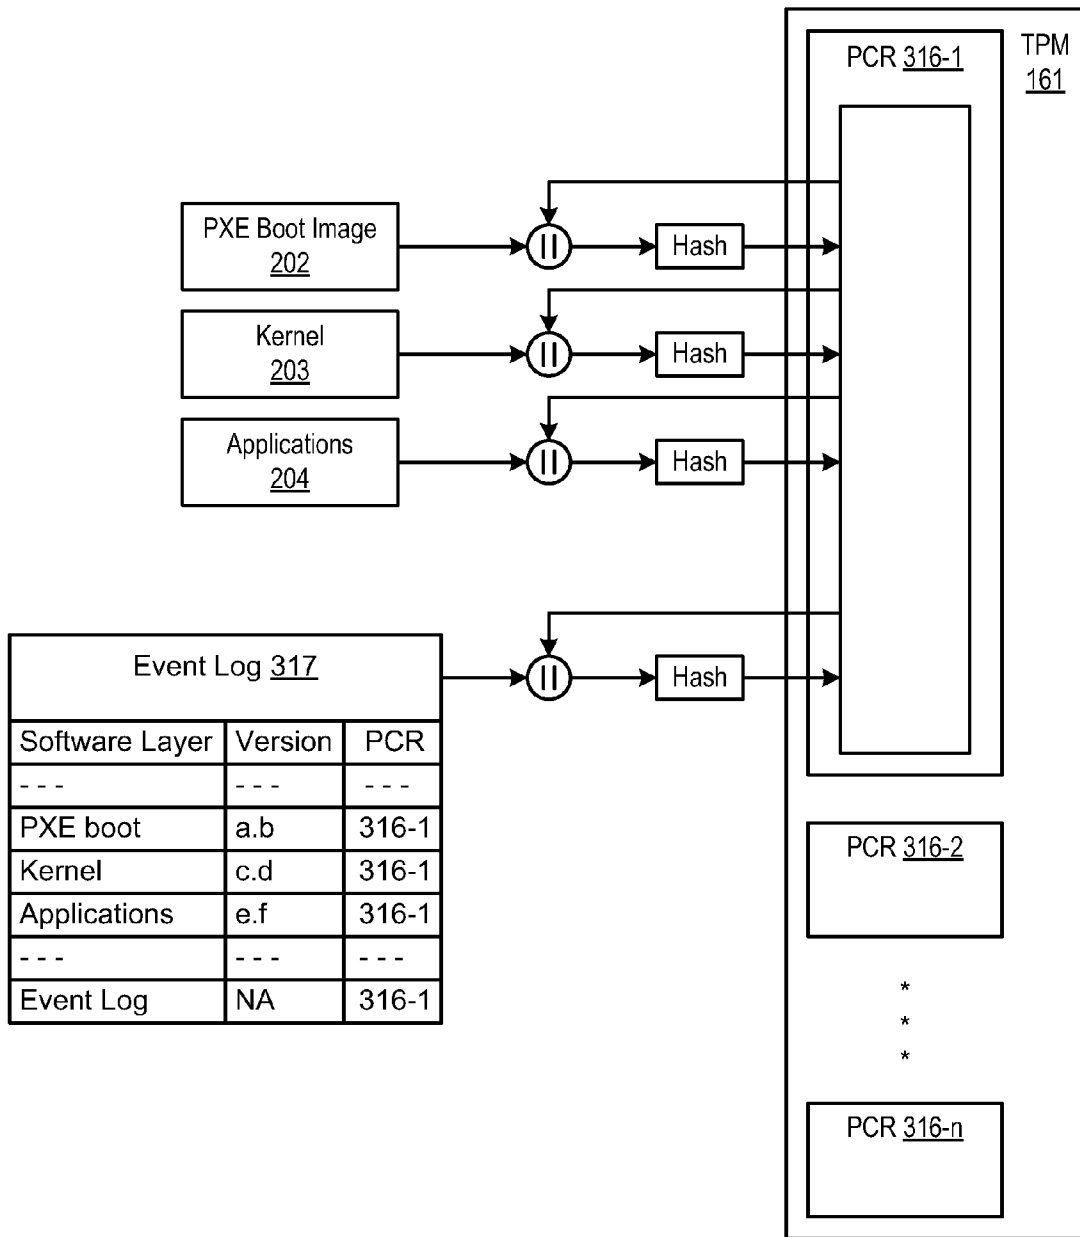 PCR 316-1
TPM
161
PXE Boot Image
202
||
Hash
Kernel
203
||
Hash
Applications
204
||
Hash
Event Log 317
||
Hash
Software Layer Version PCR
- - - - - - - - -
PXE boot a.b 316-1
Kernel c.d 316-1
Applications e.f 316-1
- - - - - - - - -
Event Log NA 316-1
PCR 316-2
*
*
*
PCR 316-n